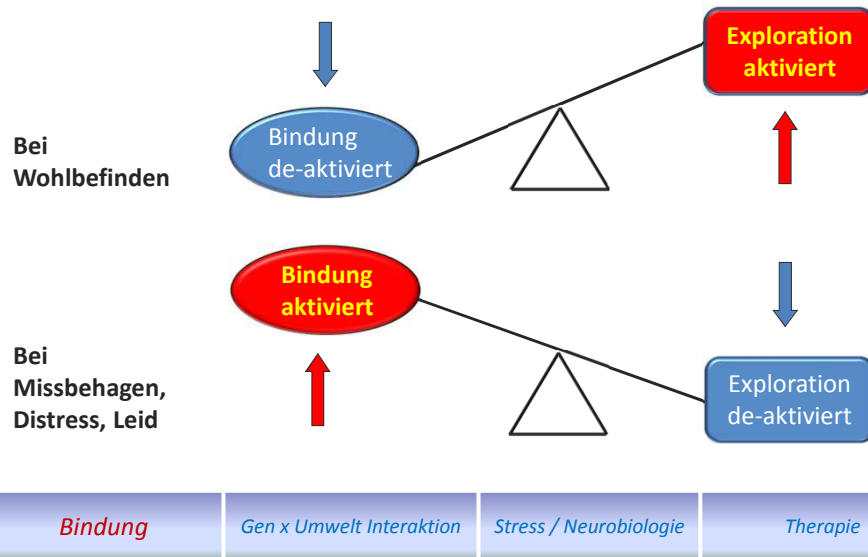 Exploration
aktiviert
Bindung
de-aktiviert
Bei
Wohlbefinden
Bindung
aktiviert
Bei
Missbehagen,
Distress, Leid
Exploration
de-aktiviert
Bindung
Gen x Umwelt Interaktion
Stress / Neurobiologie
Therapie